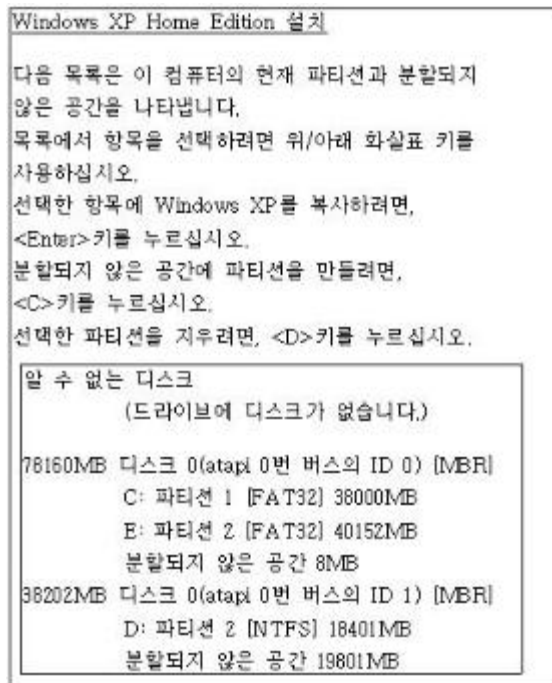 Windows XP Home Edition 설치
다음 목록은 이 컴퓨터의 현재 파티션과 분할되지
않은 공간을 나타냅니다.
목록에서 항목을 선택하려면 위/아래 화살표 키를
사용하십시오.
선택한 항목에 Windows XP를 복사하려면,
<Enter>키를 누르십시오.
분할되지 않은 공간에 파티션을 만들려면,
<C>키를 누르십시오.
선택한 파티션을 지우려면, <D>키를 누르십시오.
알 수 없는 디스크
(드라이브에 디스크가 없습니다.)
78160MB 디스크 0(atapi 0번 버스의 ID 0) [MBR]
C: 파티션 1 [FAT32] 38000MB
E: 파티션 2 [FAT32] 40152MB
분할되지 않은 공간 8MB
38202MB 디스크 0(atapi 0번 버스의 ID 1) [MBR]
D: 파티션 2 [NTFS] 18401MB
분할되지 않은 공간 19801MB